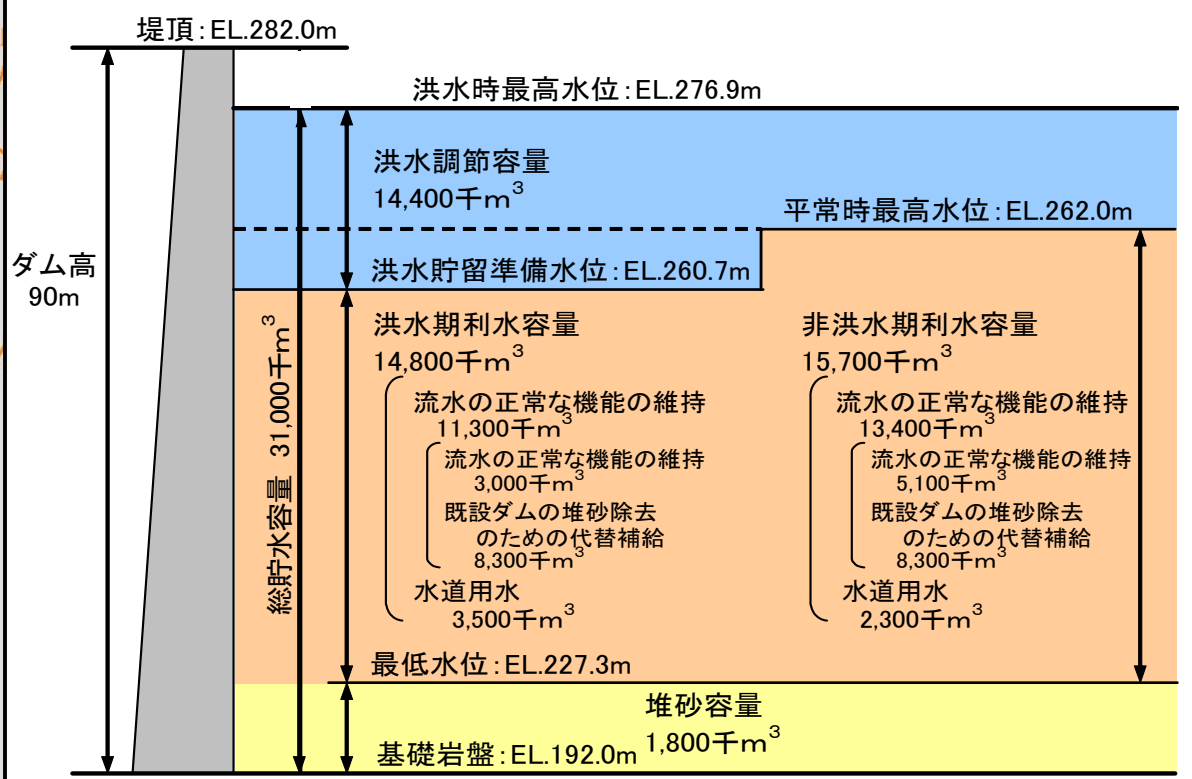 堤頂：EL.282.0m
洪水時最高水位：EL.276.9m
洪水調節容量
14,400千m³
平常時最高水位：EL.262.0m
ダム高
90m
洪水貯留準備水位：EL.260.7m
総貯水容量 31,000千m³
洪水期利水容量
14,800千m³
流水の正常な機能の維持
11,300千m³
流水の正常な機能の維持
3,000千m³
既設ダムの堆砂除去
のための代替補給
8,300千m³
水道用水
3,500千m³
非洪水期利水容量
15,700千m³
流水の正常な機能の維持
13,400千m³
流水の正常な機能の維持
5,100千m³
既設ダムの堆砂除去
のための代替補給
8,300千m³
水道用水
2,300千m³
最低水位：EL.227.3m
堆砂容量
1,800千m³
基礎岩盤：EL.192.0m